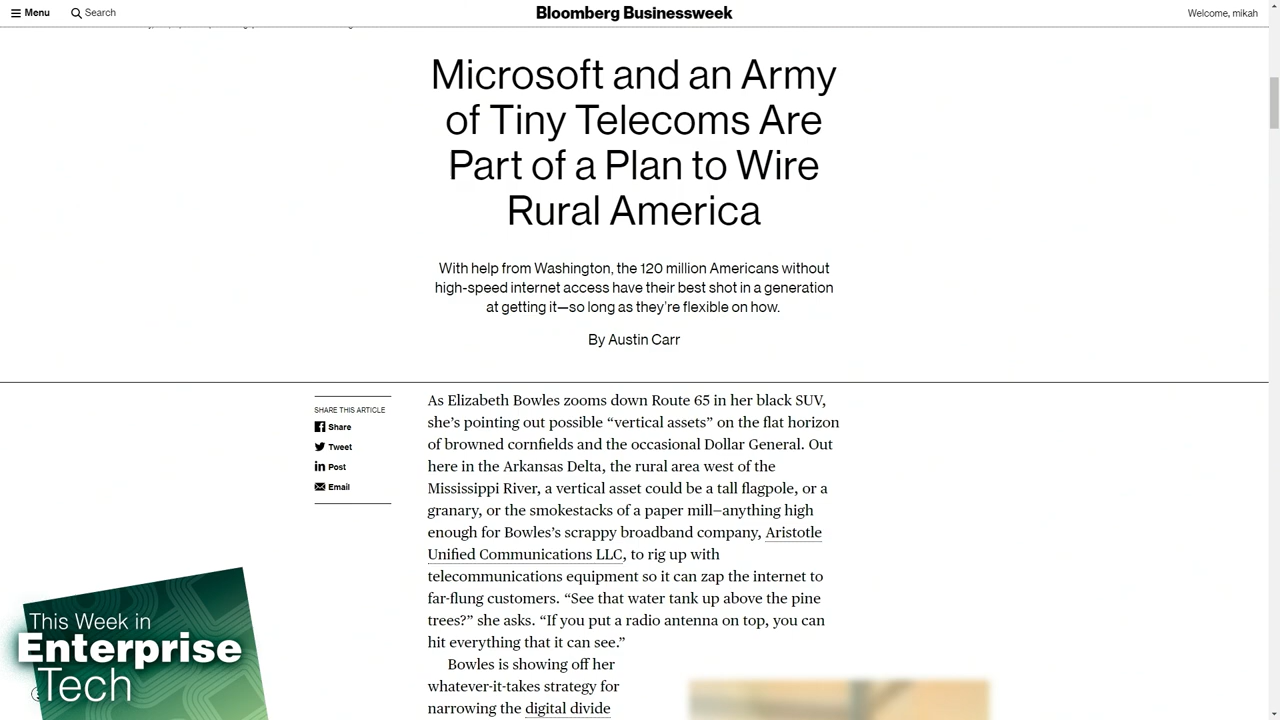 Menu
Search
Bloomberg Businessweek
Welcome, mikah
Microsoft and an Army
of Tiny Telecoms Are
Part of a Plan to Wire
Rural America
With help from Washington, the 120 million Americans without
high-speed internet access have their best shot in a generation
at getting it—so long as they’re flexible on how.
By Austin Carr
SHARE THIS ARTICLE
Share
Tweet
Post
Email
As Elizabeth Bowles zooms down Route 65 in her black SUV,
she’s pointing out possible “vertical assets” on the flat horizon
of browned cornfields and the occasional Dollar General. Out
here in the Arkansas Delta, the rural area west of the
Mississippi River, a vertical asset could be a tall flagpole, or a
granary, or the smokestacks of a paper mill—anything high
enough for Bowles’s scrappy broadband company, Aristotle
Unified Communications LLC, to rig up with
telecommunications equipment so it can zap the internet to
far-flung customers. “See that water tank up above the pine
trees?” she asks. “If you put a radio antenna on top, you can
hit everything that it can see.”
Bowles is showing off her
whatever-it-takes strategy for
narrowing the digital divide
This Week in
Enterprise
Tech